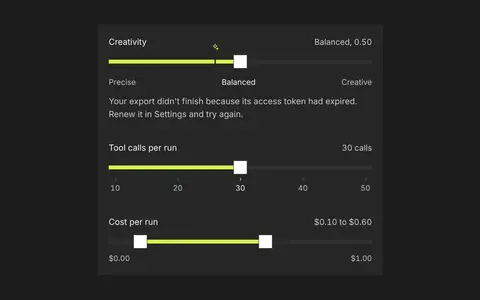 Creativity
Balanced, 0.50
Precise
Balanced
Creative
Your export didn't finish because its access token had expired.
Renew it in Settings and try again.
Tool calls per run
30 calls
10
20
30
40
50
Cost per run
$0.10 to $0.60
$0.00
$1.00